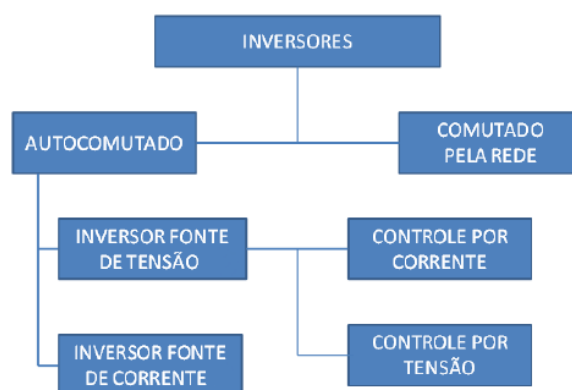 INVERSORES
AUTOCOMUTADO
COMUTADO
PELA REDE
INVERSOR FONTE
DE TENSÃO
CONTROLE POR
CORRENTE
INVERSOR FONTE
DE CORRENTE
CONTROLE POR
TENSÃO